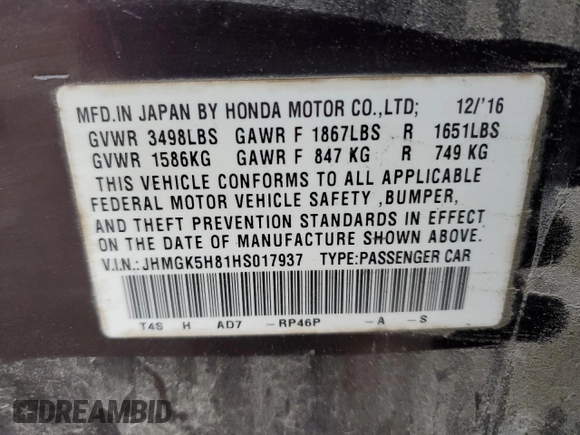 MFD.IN JAPAN BY HONDA MOTOR CO.,LTD; 12/'16
GVWR 3498LBS GAWR F 1867LBS R 1651LBS
GVWR 1586KG GAWR F 847 KG R 749 KG
THIS VEHICLE CONFORMS TO ALL APPLICABLE
FEDERAL MOTOR VEHICLE SAFETY ,BUMPER,
AND THEFT PREVENTION STANDARDS IN EFFECT
ON THE DATE OF MANUFACTURE SHOWN ABOVE.
V.I.N.: JHMGK5H81HS017937 TYPE:PASSENGER CAR
T4S H AD7 -RP46P -A -S
DREAMBID